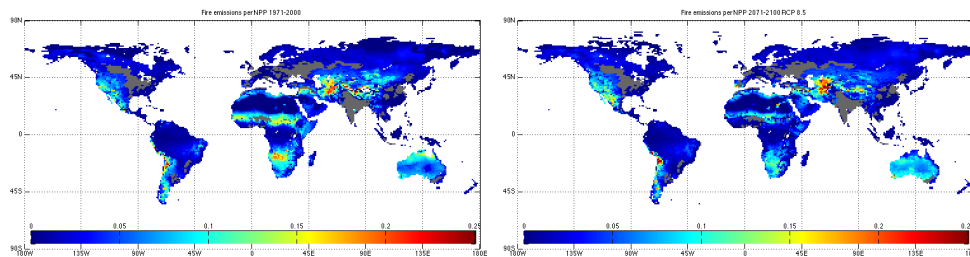 Fire emissions per NPP 1971-2000
90N
45N
0
45S
90S
0 0.05 0.1 0.15 0.2 0.25
180W 135W 90W 45W 0 45E 90E 135E 180E
Fire emissions per NPP 2071-2100 RCP 8.5
90N
45N
0
45S
90S
0 0.05 0.1 0.15 0.2 0.25
180W 135W 90W 45W 0 45E 90E 135E